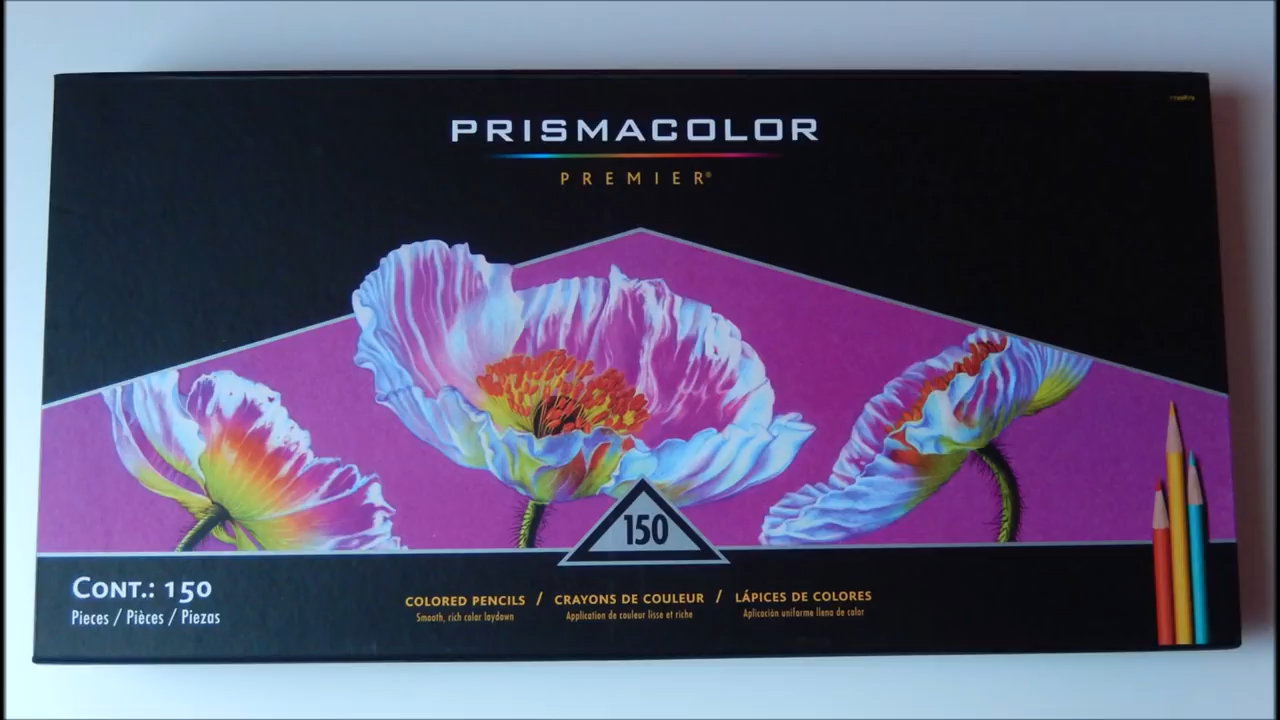 PRISMACOLOR
PREMIER®
150
CONT.: 150
Pieces / Pièces / Piezas
COLORED PENCILS / CRAYONS DE COULEUR / LÁPICES DE COLORES
Smooth, rich color laydown Application de couleur lisse et riche Aplicación uniforme llena de color